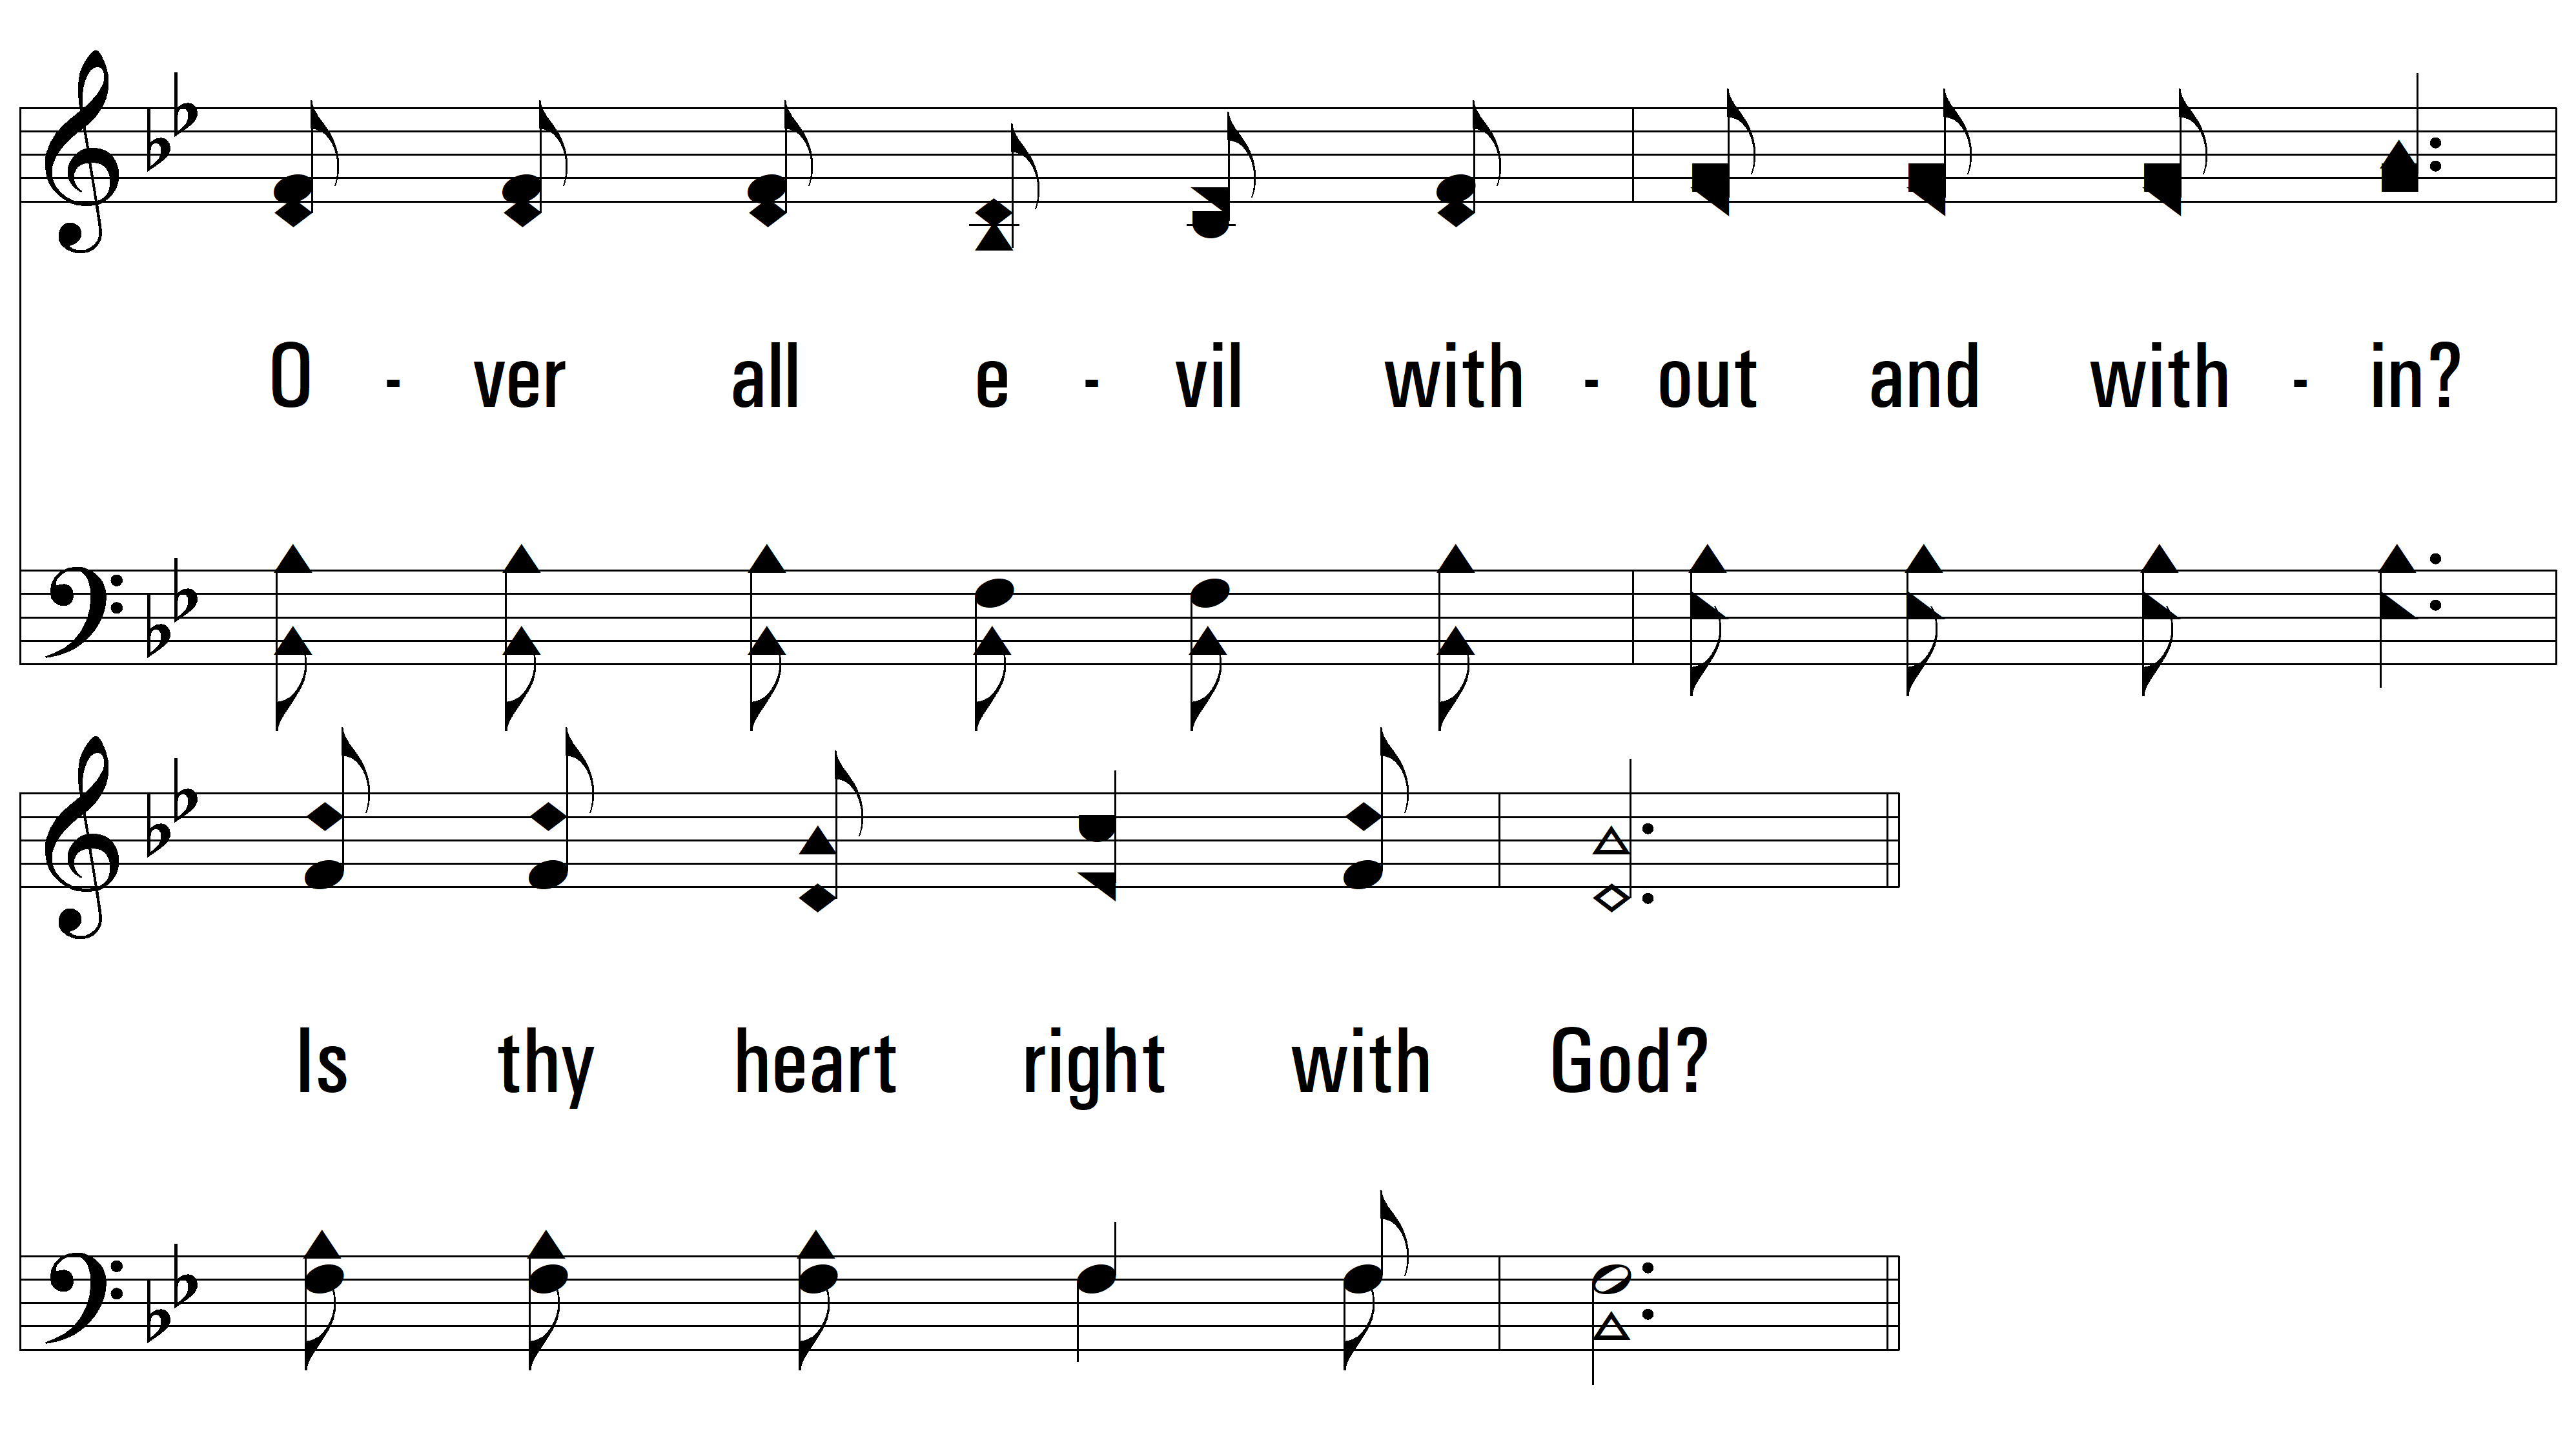 O - ver all e - vil with - out and with - in?
Is thy heart right with God?